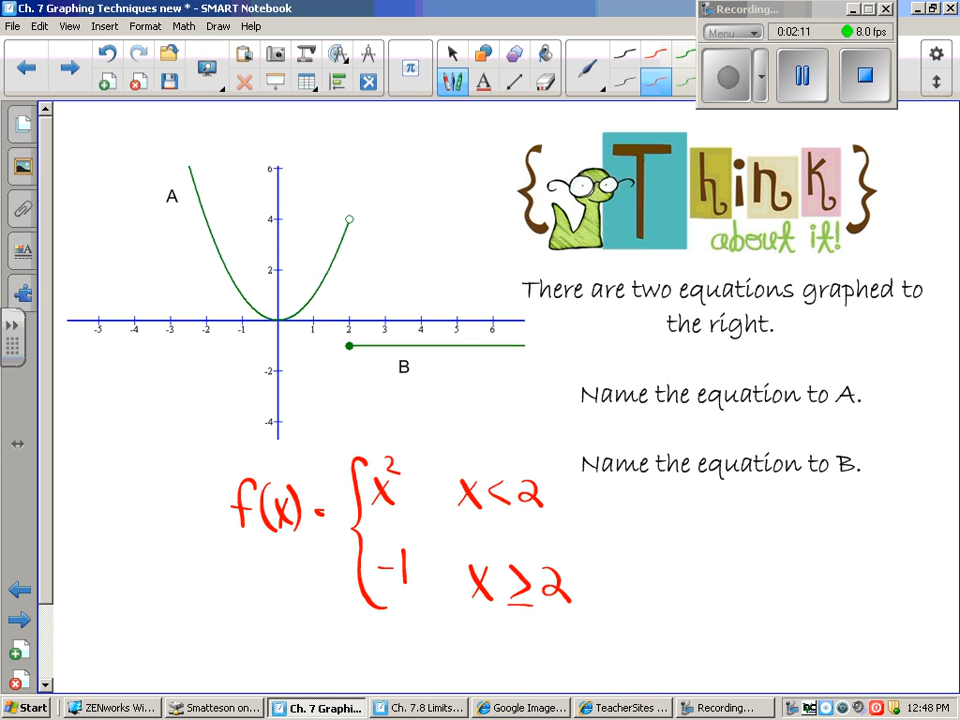 Ch. 7 Graphing Techniques new * - SMART Notebook
Recording...
File Edit View Insert Format Math Draw Help
Menu 0:02:11 8.0 fps
π
A
A
6
4
2
-5 -4 -3 -2 -1 1 2 3 4 5 6
-2
-4
A
B
Think
about it!
There are two equations graphed to
the right.
Name the equation to A.
Name the equation to B.
f(x) = { x² x < 2
-1 x ≥ 2
Start ZENworks Wi... Smatteson on... Ch. 7 Graphi... Ch. 7.8 Limits... Google Image... TeacherSites ... Recording... 12:48 PM